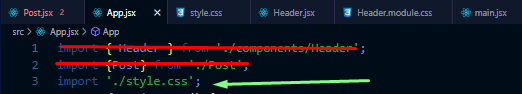 Post.jsx 2 App.jsx × style.css Header.jsx Header.module.css main.jsx
src > App.jsx > App
1 import { Header } from './components/Header';
2 import {Post} from './Post';
3 import './style.css';